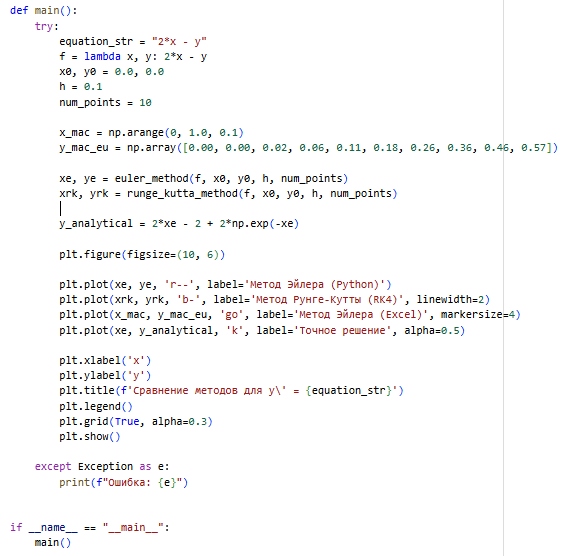 def main():
    try:
        equation_str = "2*x - y"
        f = lambda x, y: 2*x - y
        x0, y0 = 0.0, 0.0
        h = 0.1
        num_points = 10

        x_mac = np.arange(0, 1.0, 0.1)
        y_mac_eu = np.array([0.00, 0.00, 0.02, 0.06, 0.11, 0.18, 0.26, 0.36, 0.46, 0.57])

        xe, ye = euler_method(f, x0, y0, h, num_points)
        xrk, yrk = runge_kutta_method(f, x0, y0, h, num_points)

        y_analytical = 2*xe - 2 + 2*np.exp(-xe)

        plt.figure(figsize=(10, 6))

        plt.plot(xe, ye, 'r--', label='Метод Эйлера (Python)')
        plt.plot(xrk, yrk, 'b-', label='Метод Рунге-Кутты (RK4)', linewidth=2)
        plt.plot(x_mac, y_mac_eu, 'go', label='Метод Эйлера (Excel)', markersize=4)
        plt.plot(xe, y_analytical, 'k', label='Точное решение', alpha=0.5)

        plt.xlabel('x')
        plt.ylabel('y')
        plt.title(f'Сравнение методов для y\' = {equation_str}')
        plt.legend()
        plt.grid(True, alpha=0.3)
        plt.show()

    except Exception as e:
        print(f"Ошибка: {e}")


if __name__ == "__main__":
    main()